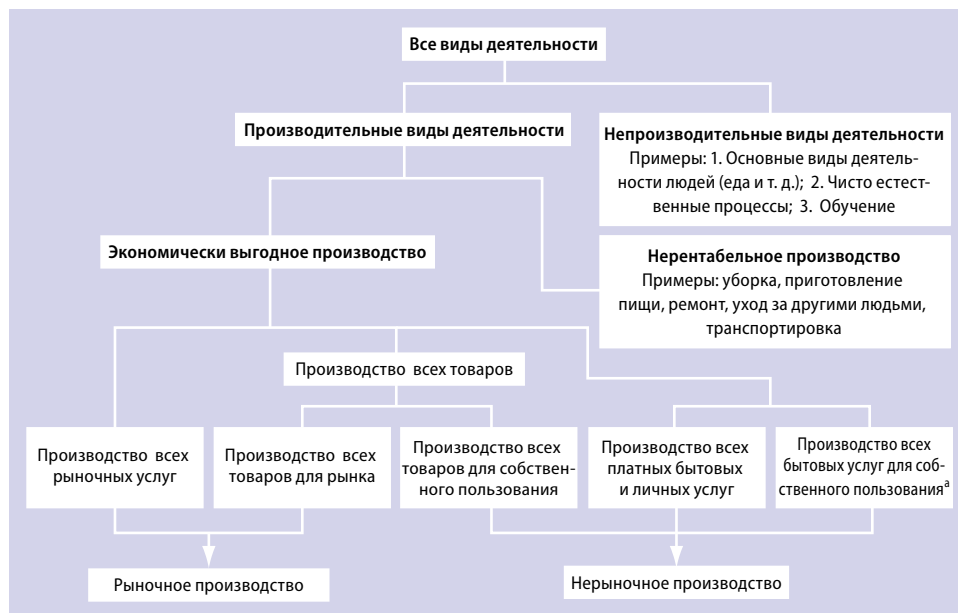 Все виды деятельности
Производительные виды деятельности
Непроизводительные виды деятельности
Примеры: 1. Основные виды деятель-
ности людей (еда и т. д.); 2. Чисто естест-
венные процессы; 3. Обучение
Экономически выгодное производство
Нерентабельное производство
Примеры: уборка, приготовление
пищи, ремонт, уход за другими людьми,
транспортировка
Производство всех товаров
Производство всех
рыночных услуг
Производство всех
товаров для рынка
Производство всех
товаров для собствен-
ного пользования
Производство всех
платных бытовых
и личных услуг
Производство всех
бытовых услуг для соб-
ственного пользованияª
Рыночное производство
Нерыночное производство